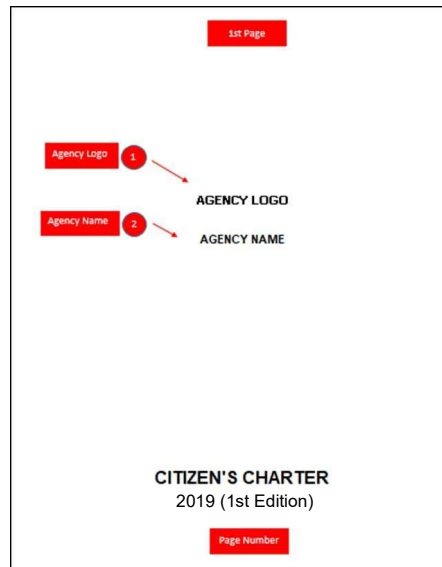 1st Page
Agency Logo 1
AGENCY LOGO
Agency Name 2
AGENCY NAME
CITIZEN'S CHARTER
2019 (1st Edition)
Page Number